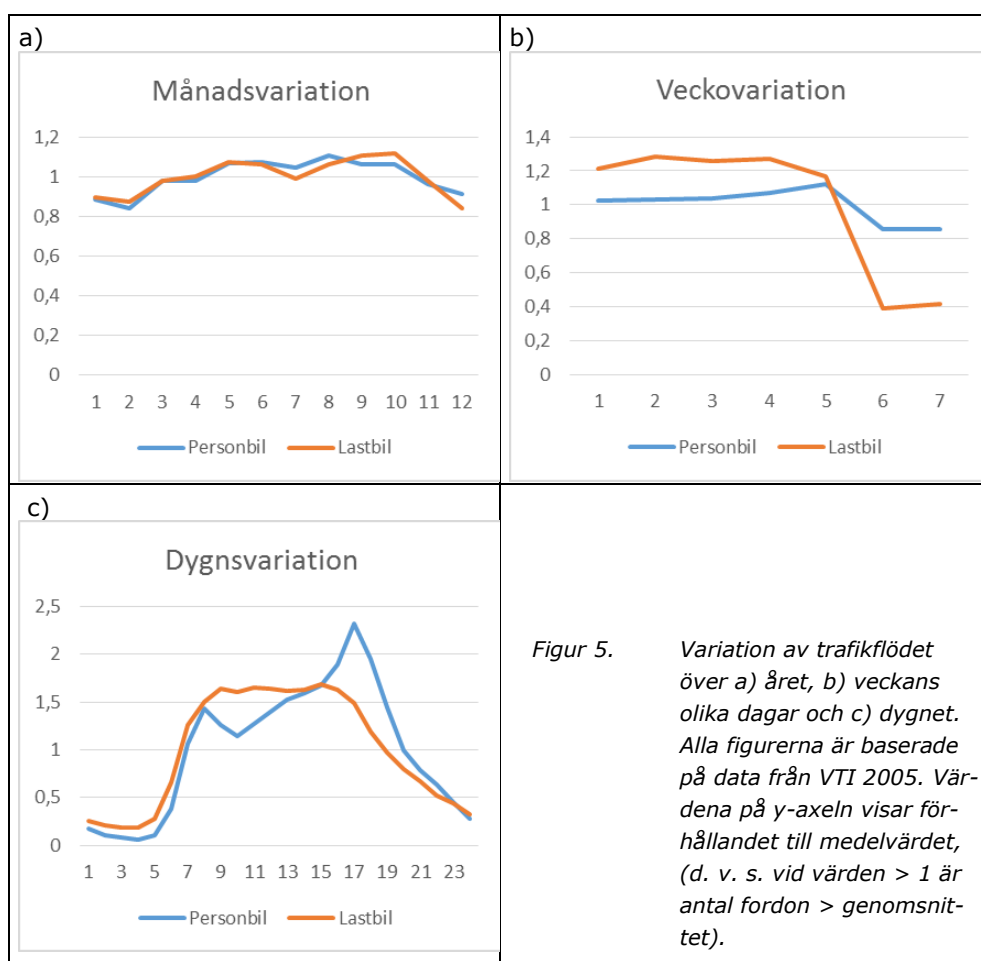 a)
Månadsvariation
1,2
1
0,8
0,6
0,4
0,2
0
1 2 3 4 5 6 7 8 9 10 11 12
Personbil Lastbil
b)
Veckovariation
1,4
1,2
1
0,8
0,6
0,4
0,2
0
1 2 3 4 5 6 7
Personbil Lastbil
c)
Dygnsvariation
2,5
2
1,5
1
0,5
0
1 3 5 7 9 11 13 15 17 19 21 23
Personbil Lastbil
Figur 5. Variation av trafikflödet
över a) året, b) veckans
olika dagar och c) dygnet.
Alla figurerna är baserade
på data från VTI 2005. Vär-
dena på y-axeln visar för-
hållandet till medelvärdet,
(d. v. s. vid värden > 1 är
antal fordon > genomsnit-
tet).